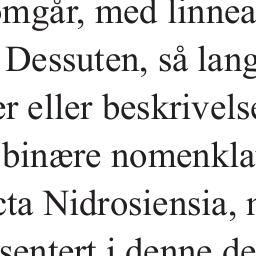 omgår, med linnea
Dessuten, så lang
er eller beskrivelse
binære nomenkla
cta Nidrosiensia, n
sentert i denne de